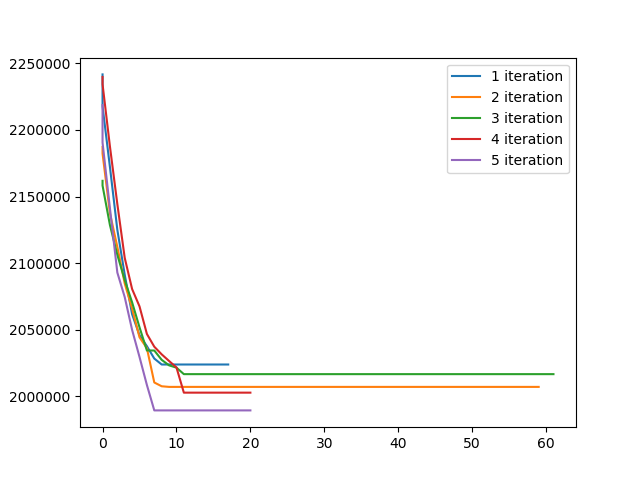 2250000
2200000
2150000
2100000
2050000
2000000
0 10 20 30 40 50 60
1 iteration
2 iteration
3 iteration
4 iteration
5 iteration